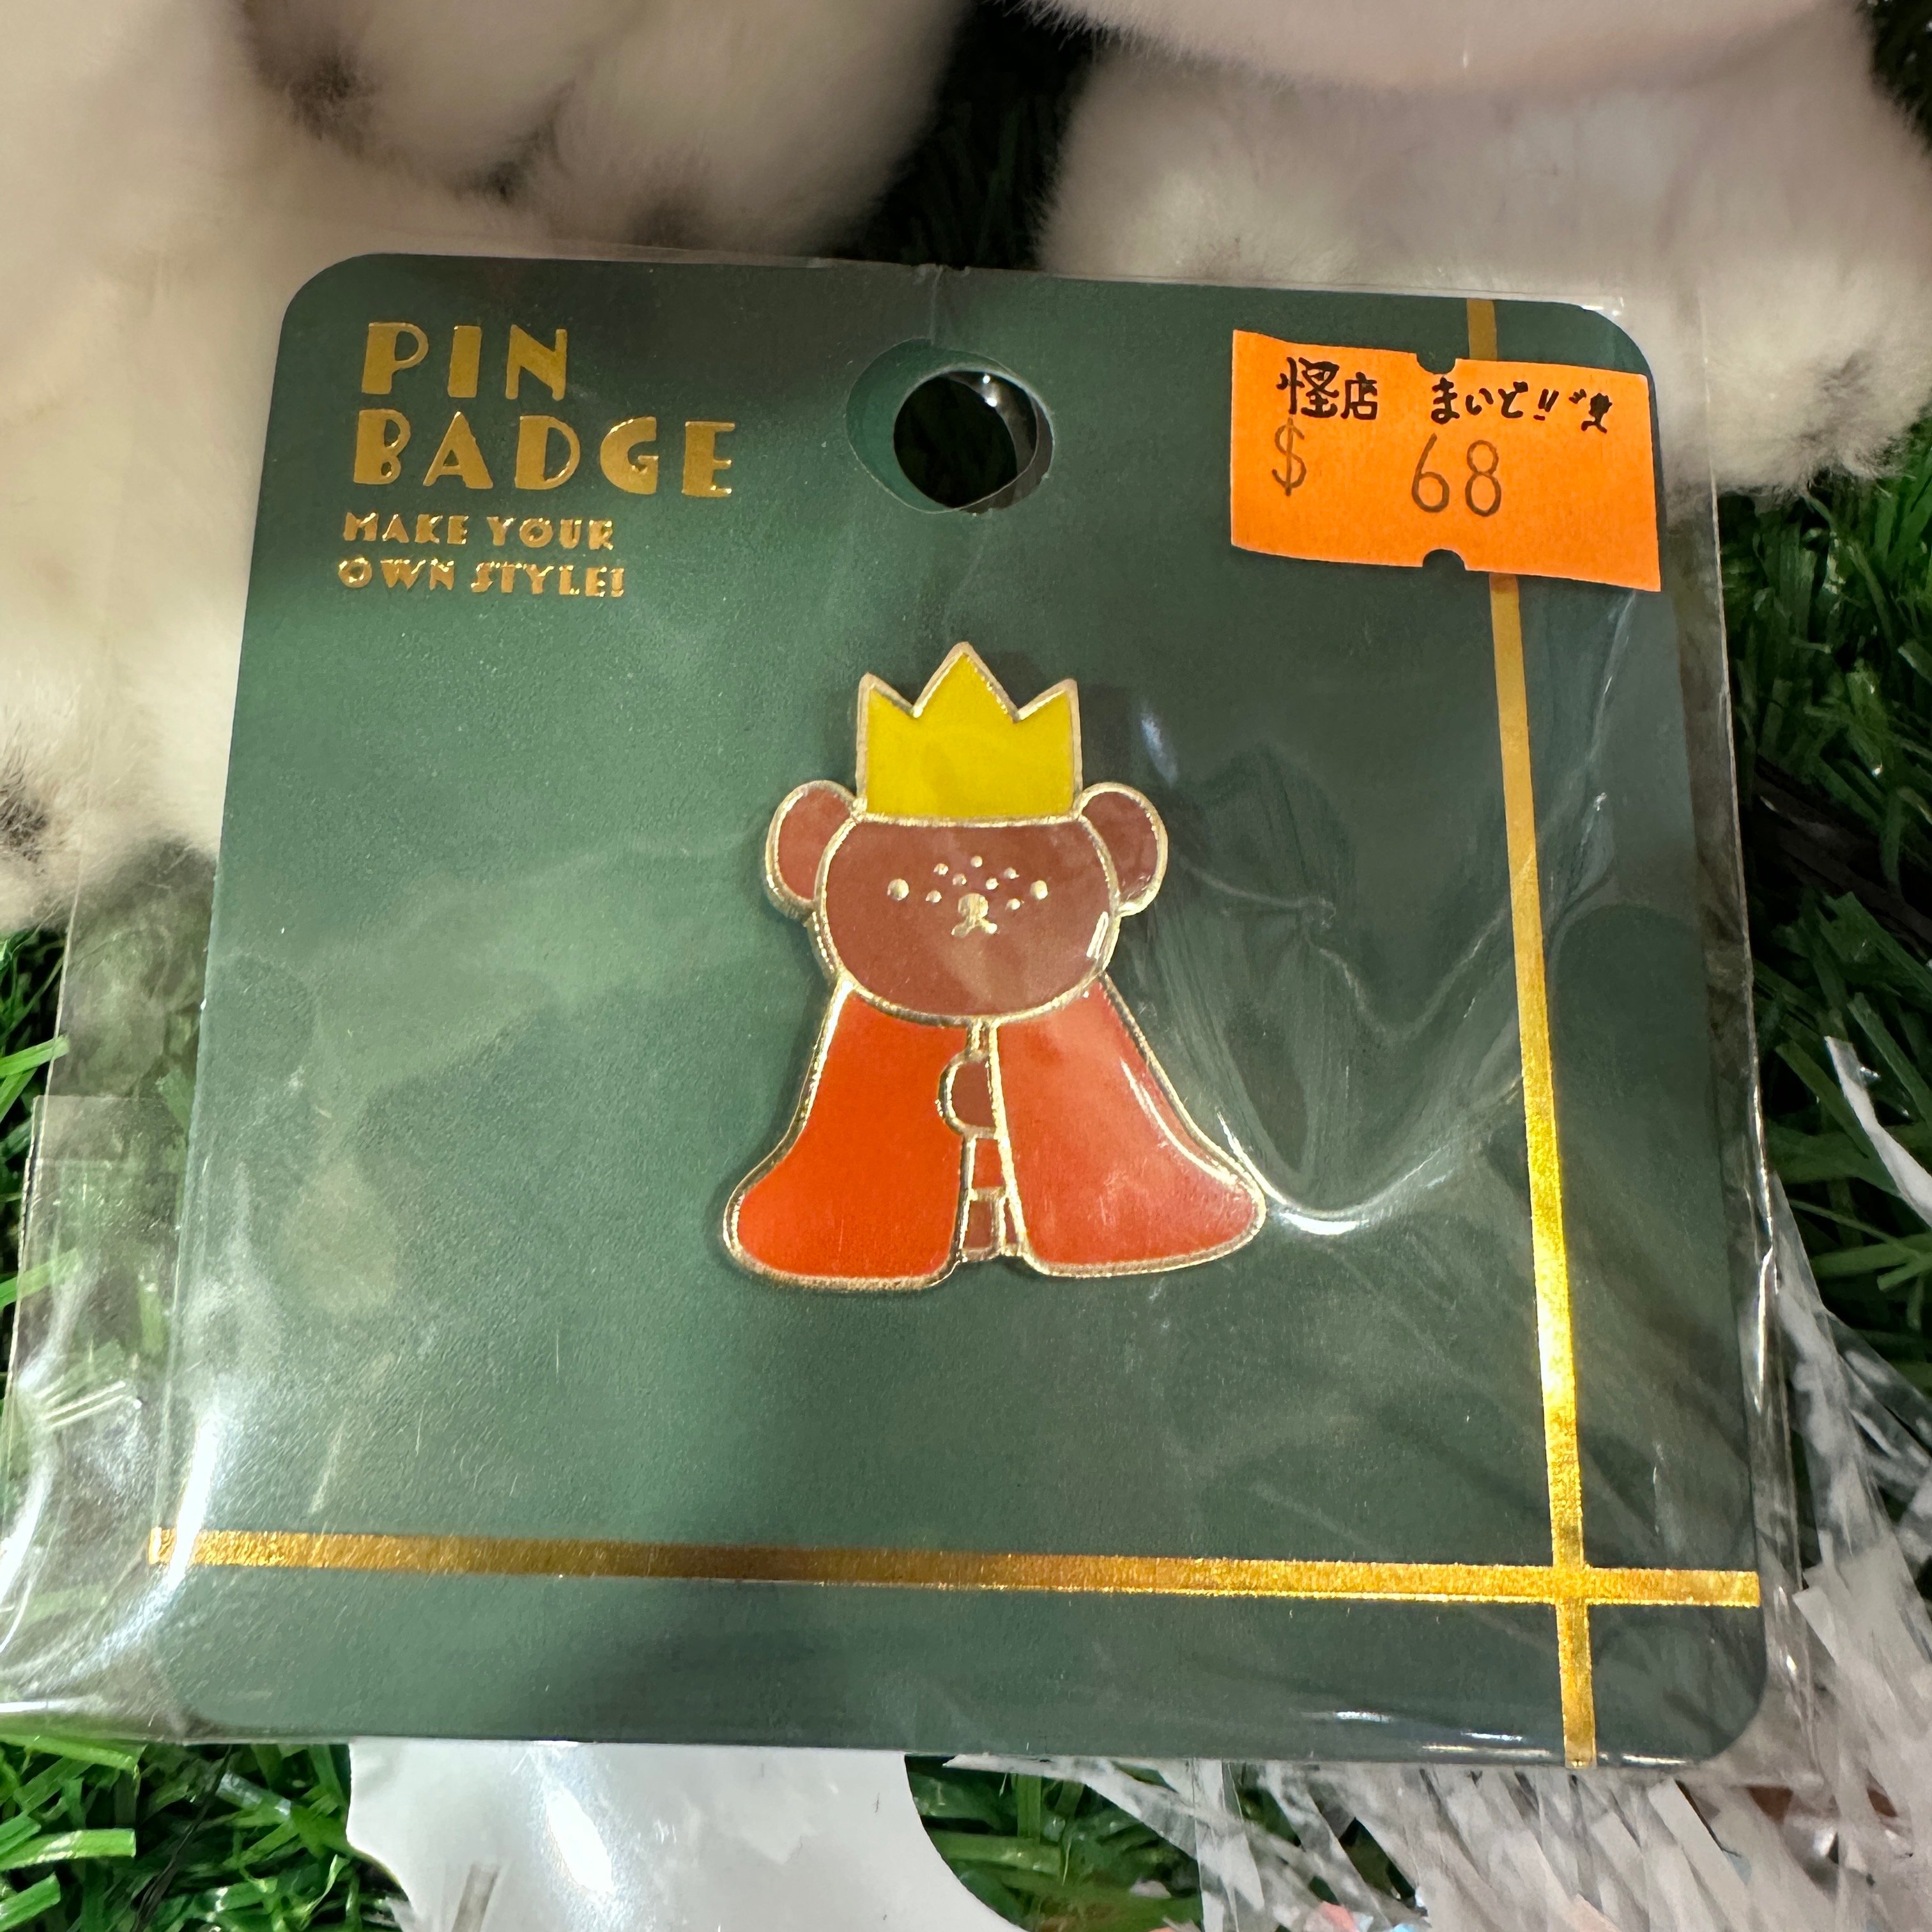 PIN
BADGE
MAKE YOUR
OWN STYLE!
怪店 まいど!!
$ 68